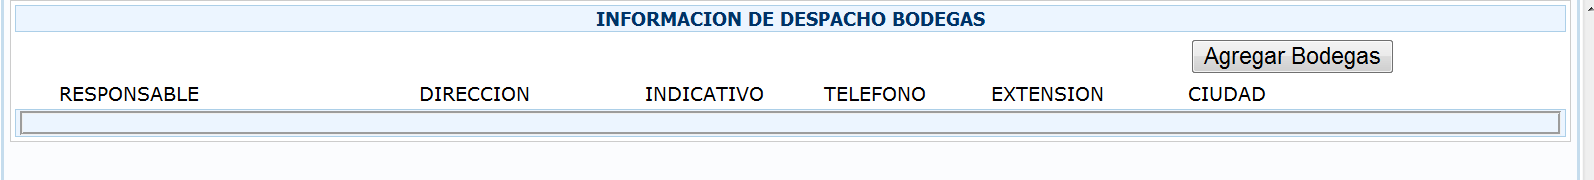 INFORMACION DE DESPACHO BODEGAS
Agregar Bodegas
RESPONSABLE DIRECCION INDICATIVO TELEFONO EXTENSION CIUDAD